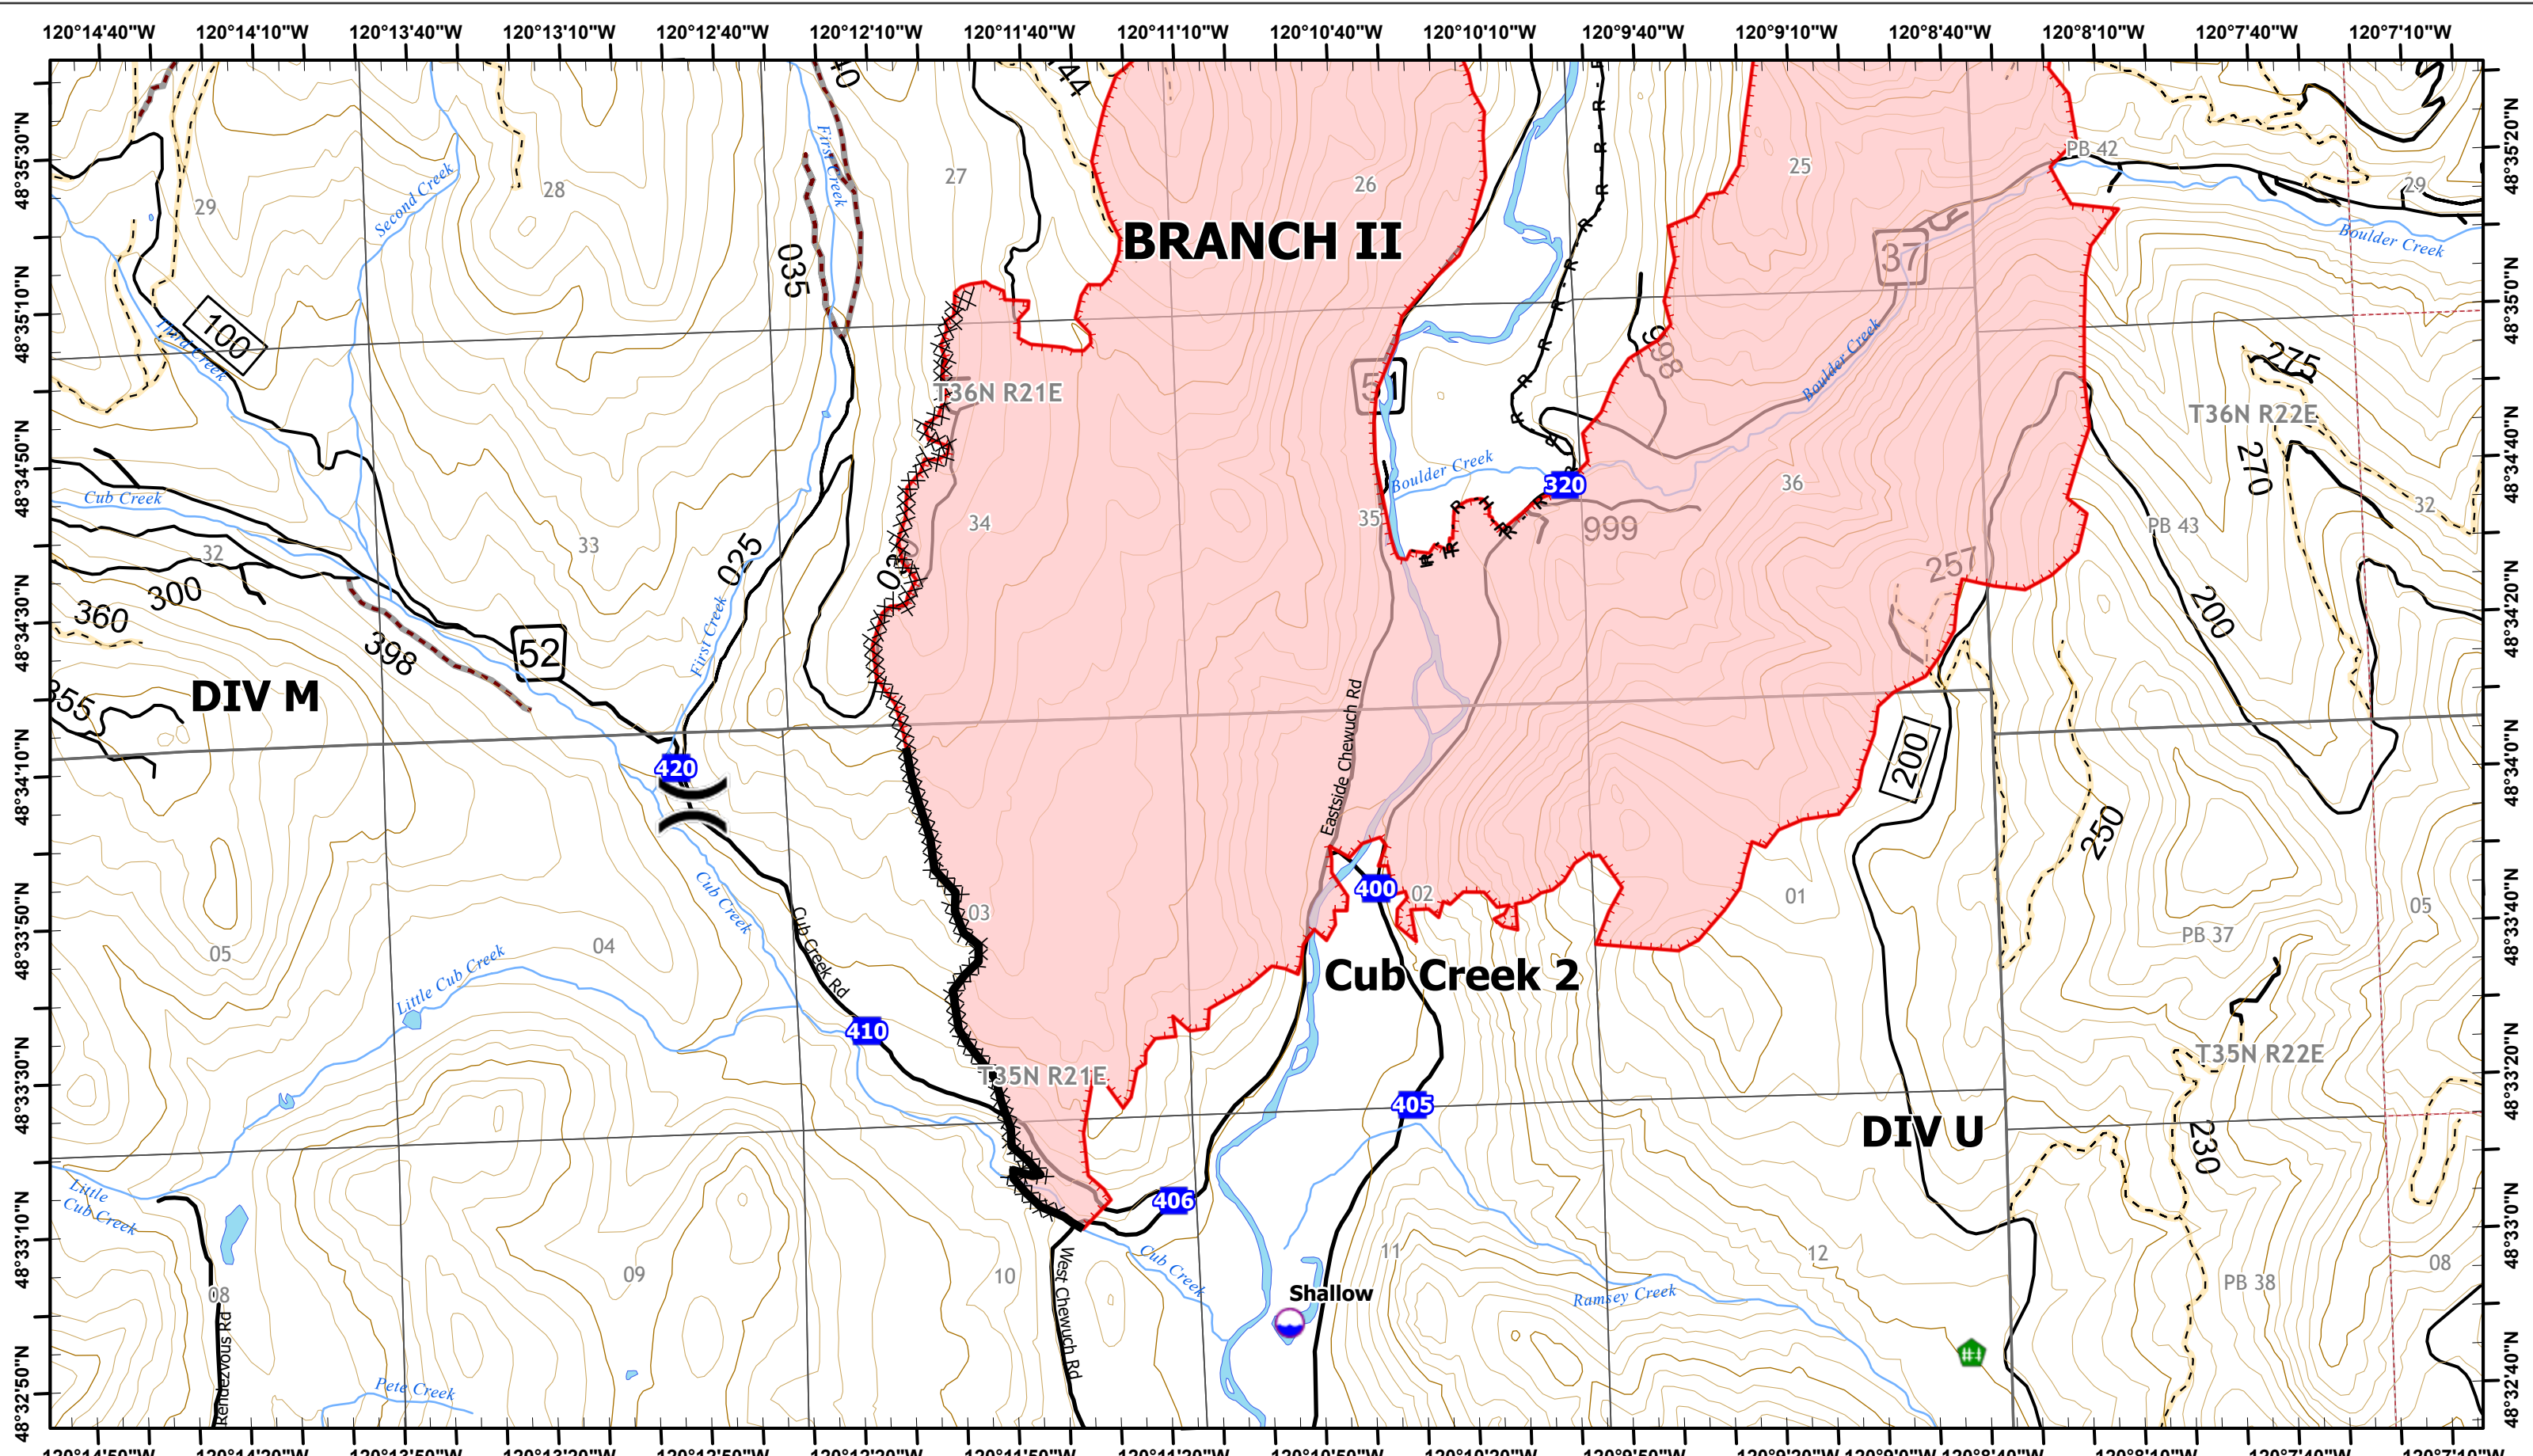 120°14'40"W 120°14'10"W 120°13'40"W 120°13'10"W 120°12'40"W 120°12'10"W 120°11'40"W 120°11'10"W 120°10'40"W 120°10'10"W 120°9'40"W 120°9'10"W 120°8'40"W 120°8'10"W 120°7'40"W 120°7'10"W
48°35'30"N
48°35'10"N
48°34'50"N
48°34'30"N
48°34'10"N
48°33'50"N
48°33'30"N
48°33'10"N
48°32'50"N
48°35'20"N
48°35'0"N
48°34'40"N
48°34'20"N
48°34'0"N
48°33'40"N
48°33'20"N
48°33'0"N
48°32'40"N
44
PB 42
First Creek
Second Creek
25
27
26
29
28
29
BRANCH II
Boulder Creek
37
035
100
Third Creek
698
Boulder Creek
275
51
T36N R21E
T36N R22E
270
Boulder Creek
320
36
Cub Creek
32
34
35
999
PB 43
33
32
025
257
300
360
398
200
52
First Creek
355
DIV M
Eastside Chewuch Rd
200
420
250
Cub Creek
400
02
01
03
05
Cub Creek Rd
PB 37
04
05
Little Cub Creek
Cub Creek 2
410
T35N R22E
T35N R21E
405
DIV U
230
Little
Cub Creek
406
Cub Creek
11
12
08
09
10
West Chewuch Rd
PB 38
08
Rendezvous Rd
Shallow
Ramsey Creek
Pete Creek